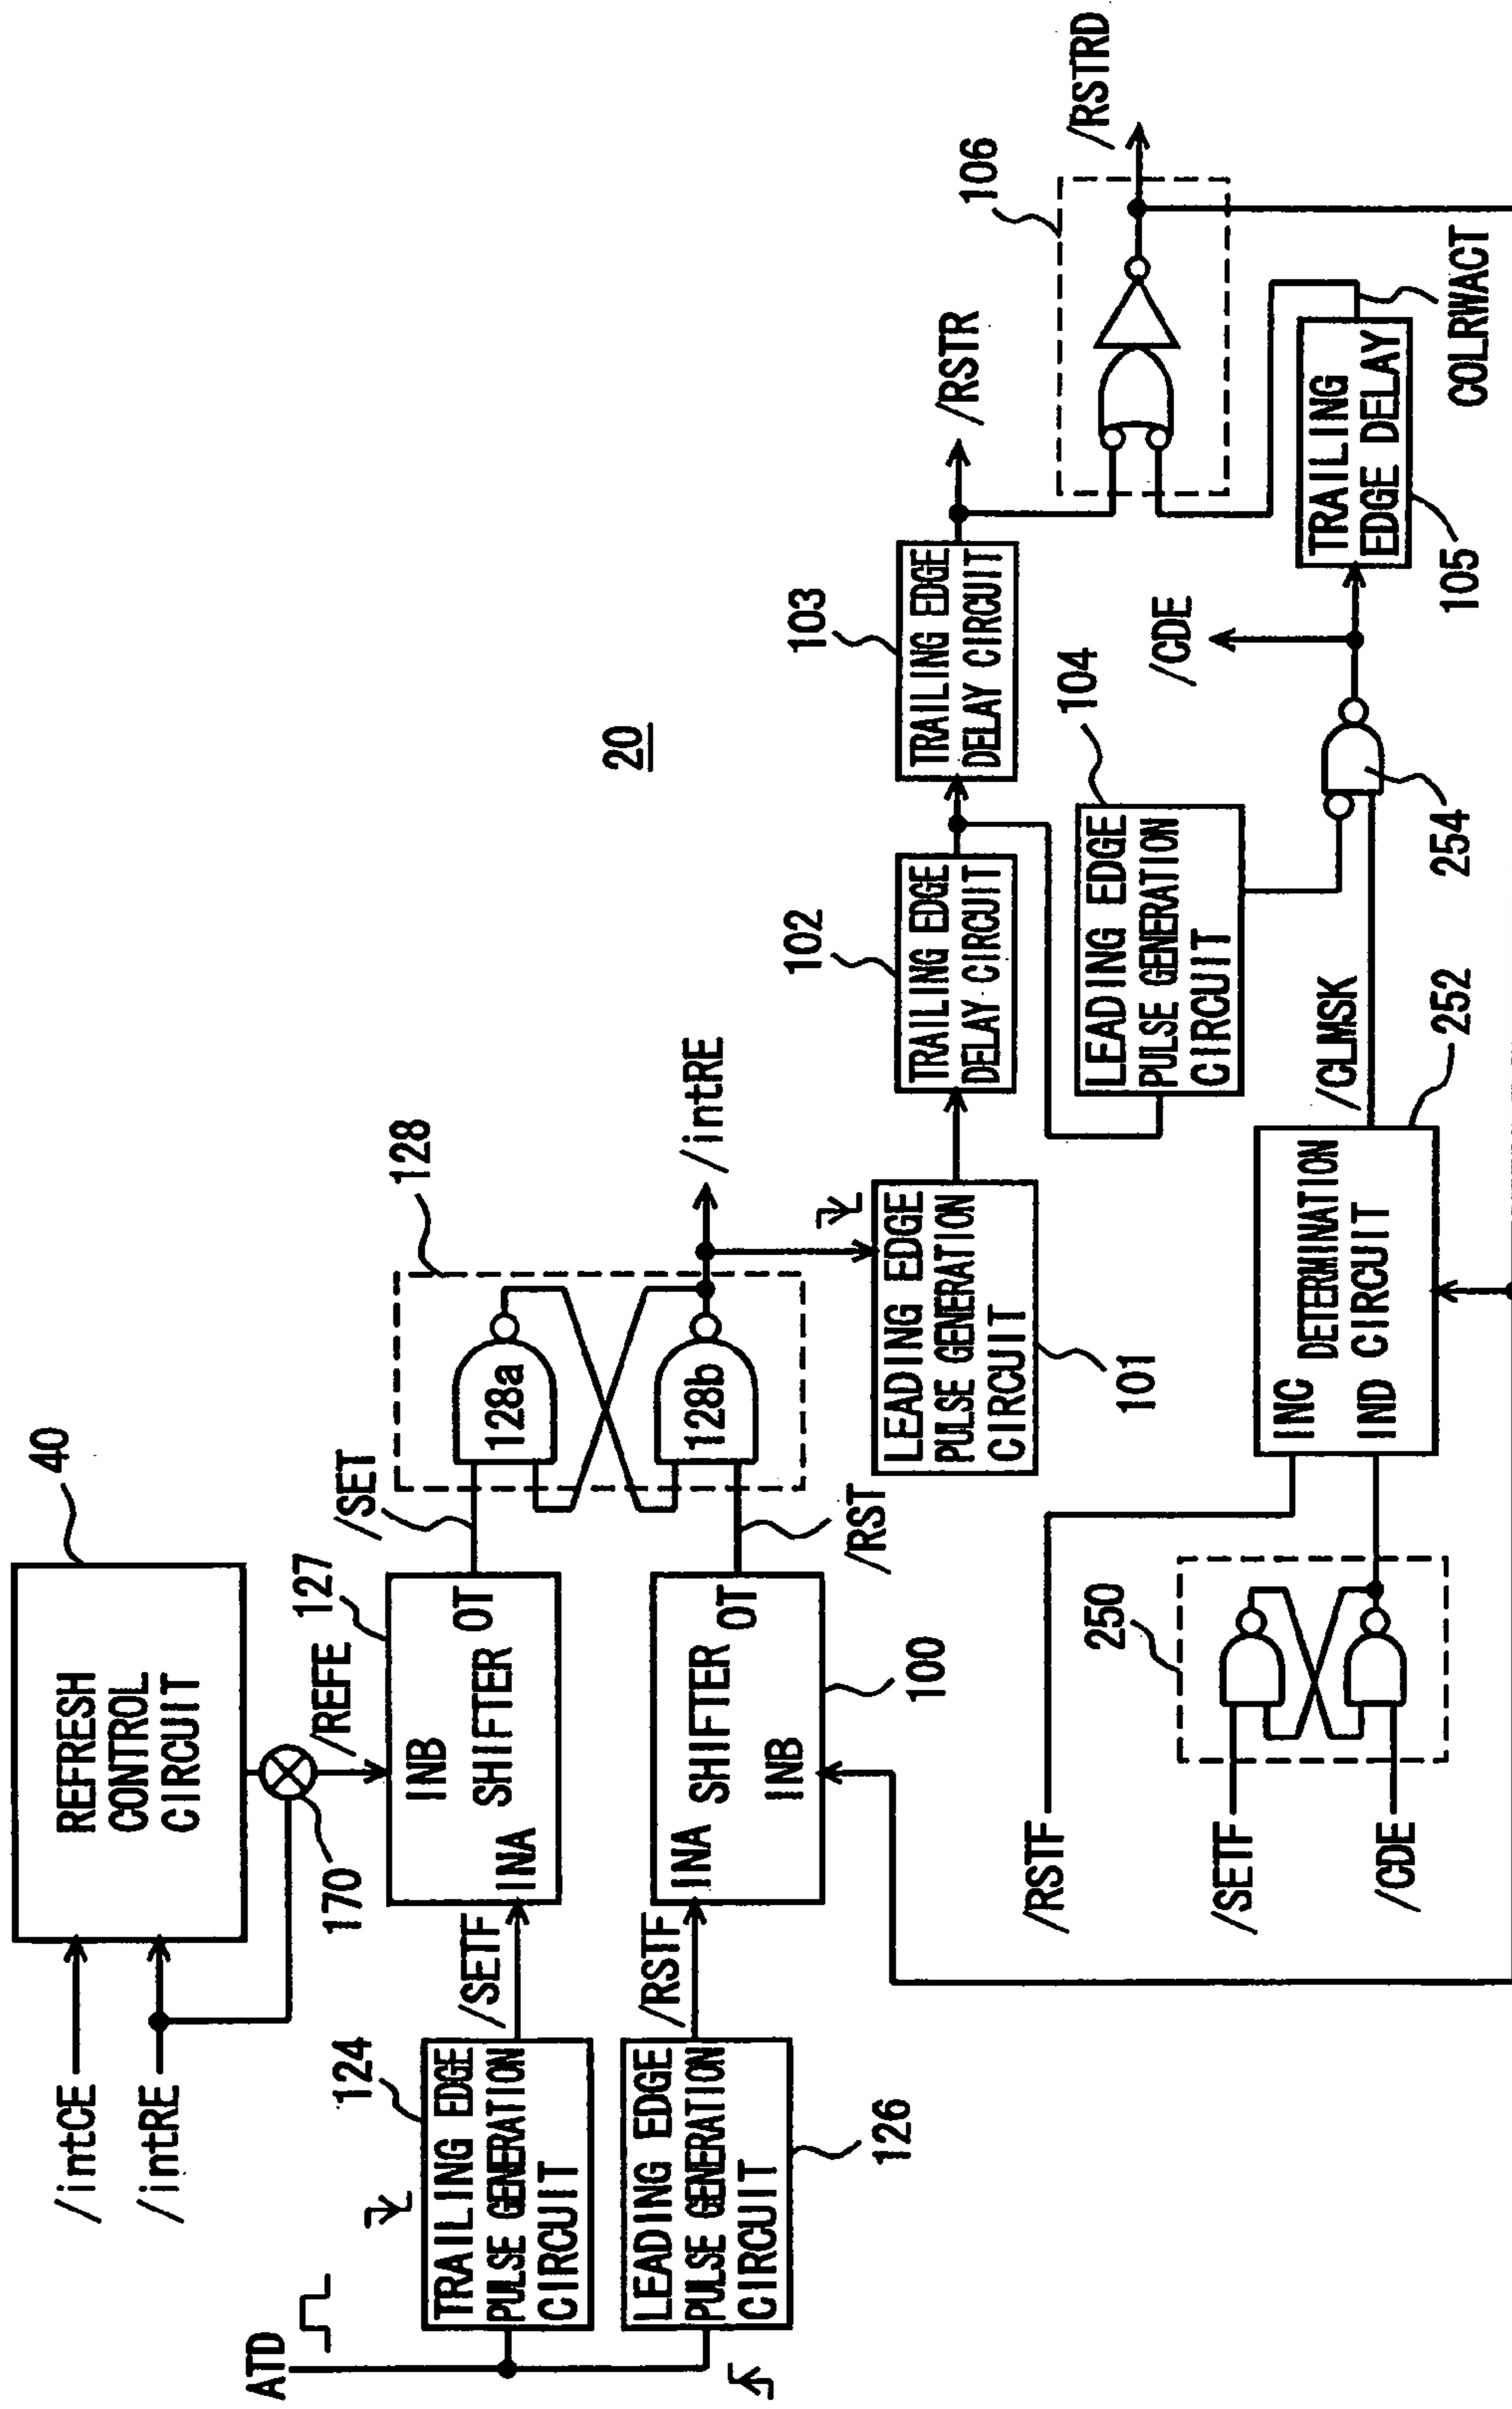 ATD
/intCE
/intRE
REFRESH
CONTROL
CIRCUIT
40
170
/REFE
124
TRAILING EDGE
PULSE GENERATION
CIRCUIT
/SETF
INA
INB
SHIFTER
OT
127
/SET
LEADING EDGE
PULSE GENERATION
CIRCUIT
126
/RSTF
INA
SHIFTER
INB
OT
100
/RST
128
128a
128b
/intRE
20
LEADING EDGE
PULSE GENERATION
CIRCUIT
101
102
TRAILING EDGE
DELAY CIRCUIT
103
TRAILING EDGE
DELAY CIRCUIT
/RSTR
LEADING EDGE
PULSE GENERATION
CIRCUIT
104
106
/RSTRD
/RSTF
/SETF
/CDE
250
INC
IND
DETERMINATION
CIRCUIT
252
/CLMSK
254
/CDE
TRAILING
EDGE DELAY
105
COLRWACT